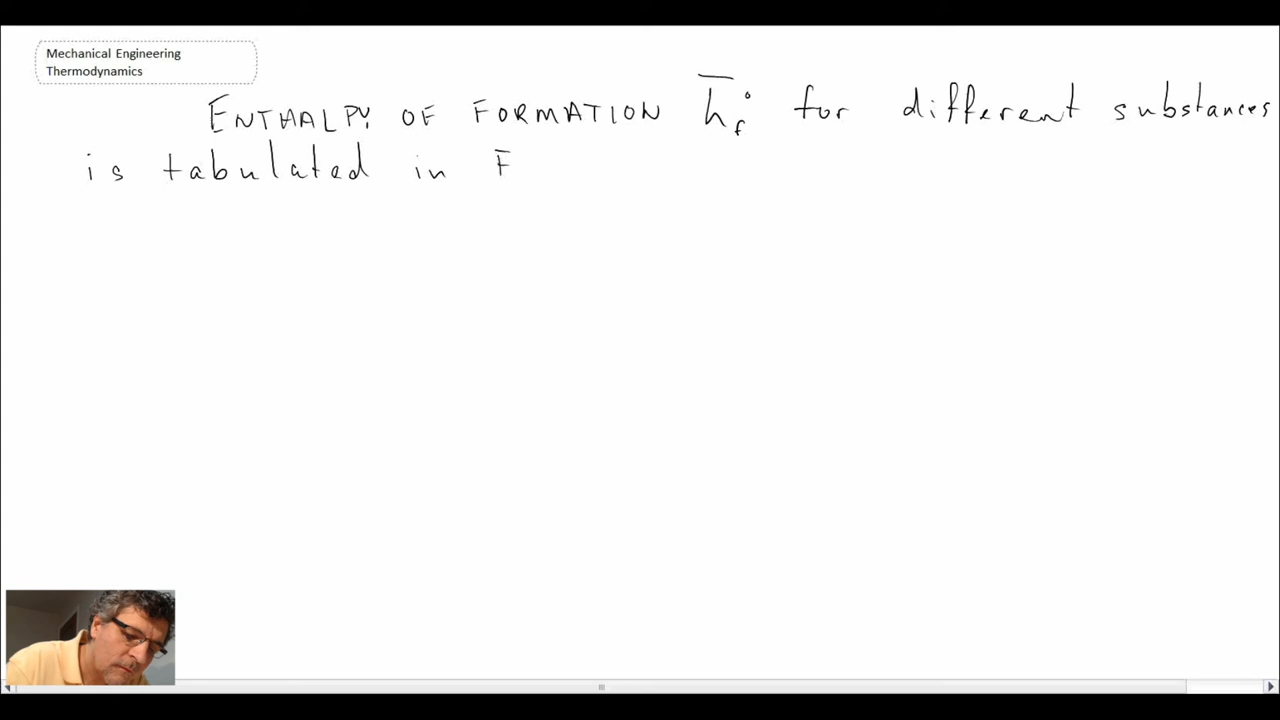 Mechanical Engineering
Thermodynamics
ENTHALPY OF FORMATION h̄f° for different substances
is tabulated in F